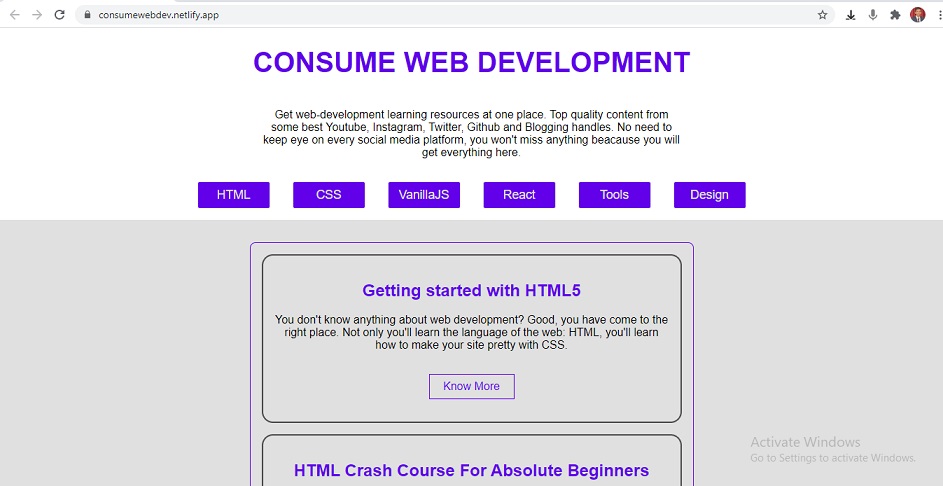 consumewebdev.netlify.app
CONSUME WEB DEVELOPMENT
Get web-development learning resources at one place. Top quality content from
some best Youtube, Instagram, Twitter, Github and Blogging handles. No need to
keep eye on every social media platform, you won't miss anything beacause you will
get everything here.
HTML CSS VanillaJS React Tools Design
Getting started with HTML5
You don't know anything about web development? Good, you have come to the
right place. Not only you'll learn the language of the web: HTML, you'll learn
how to make your site pretty with CSS.
Know More
HTML Crash Course For Absolute Beginners
Activate Windows
Go to Settings to activate Windows.